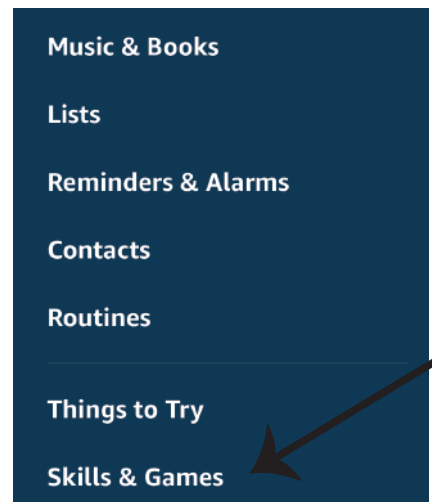 Music & Books
Lists
Reminders & Alarms
Contacts
Routines
Things to Try
Skills & Games